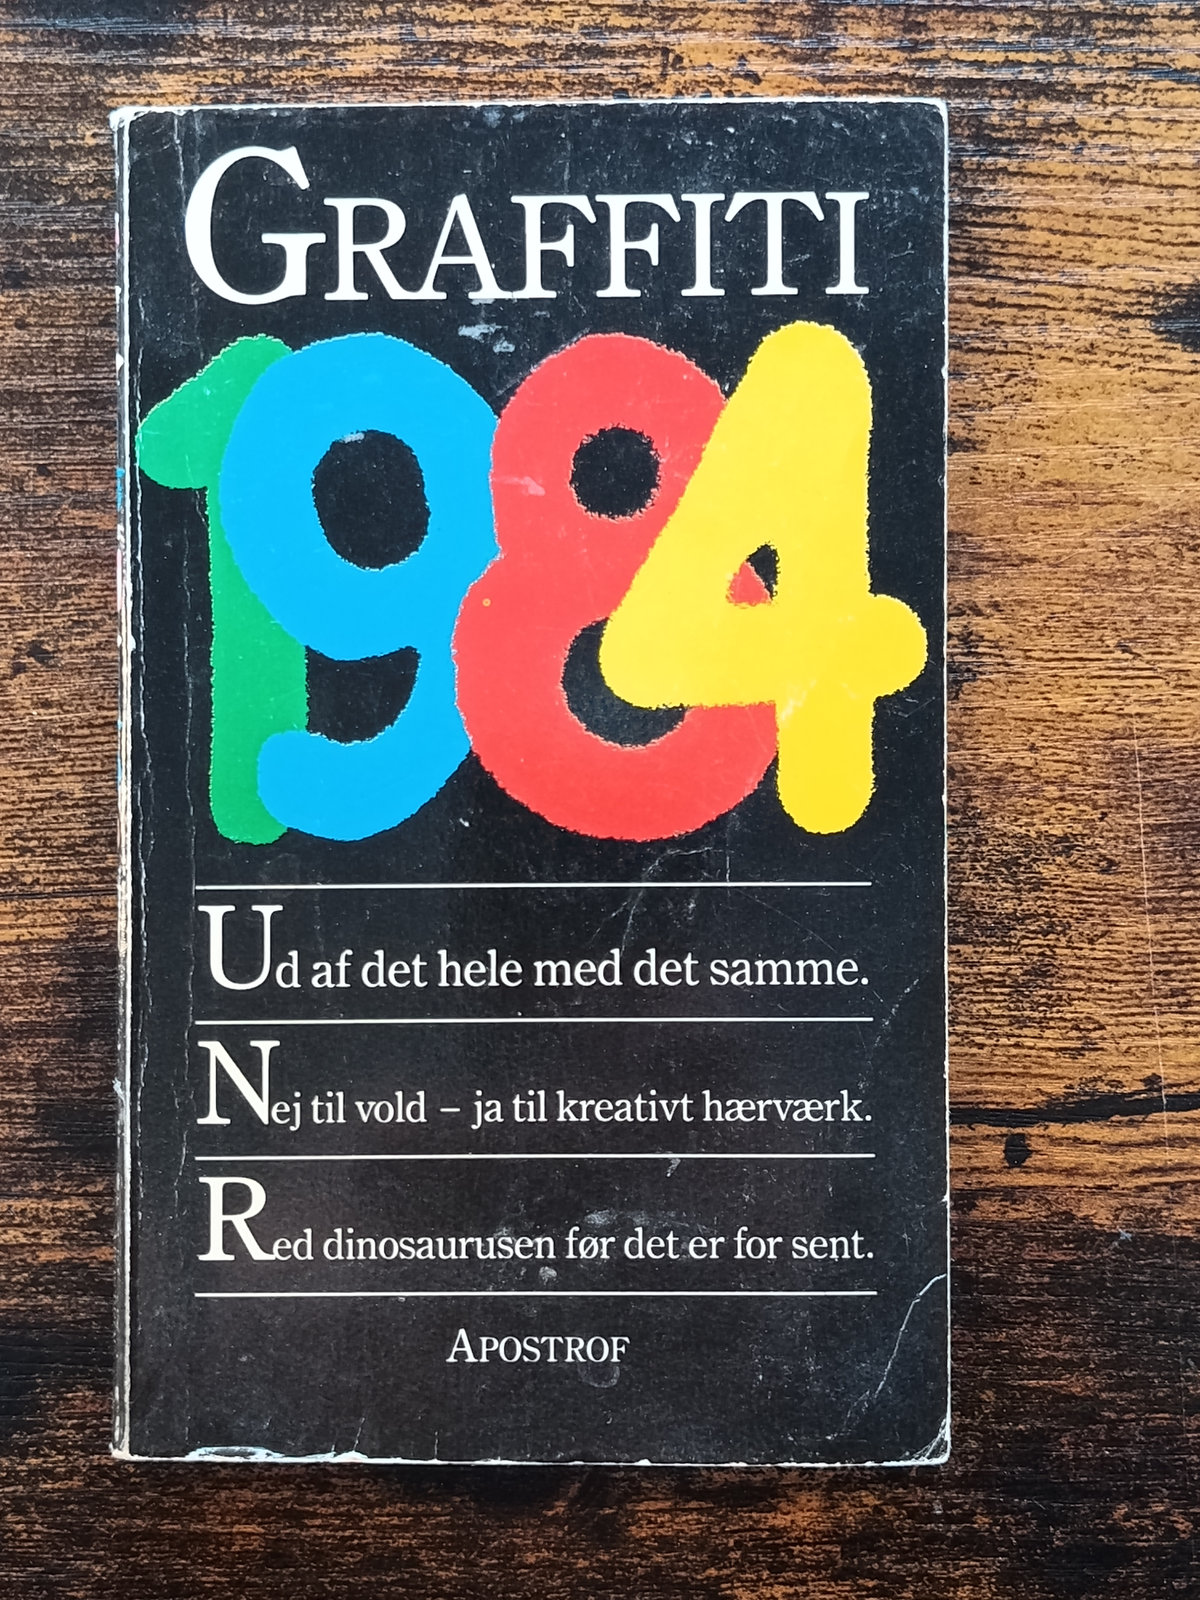 GRAFFITI
1984
Ud af det hele med det samme.
Nej til vold – ja til kreativt hærværk.
Red dinosaurusen før det er for sent.
APOSTROF